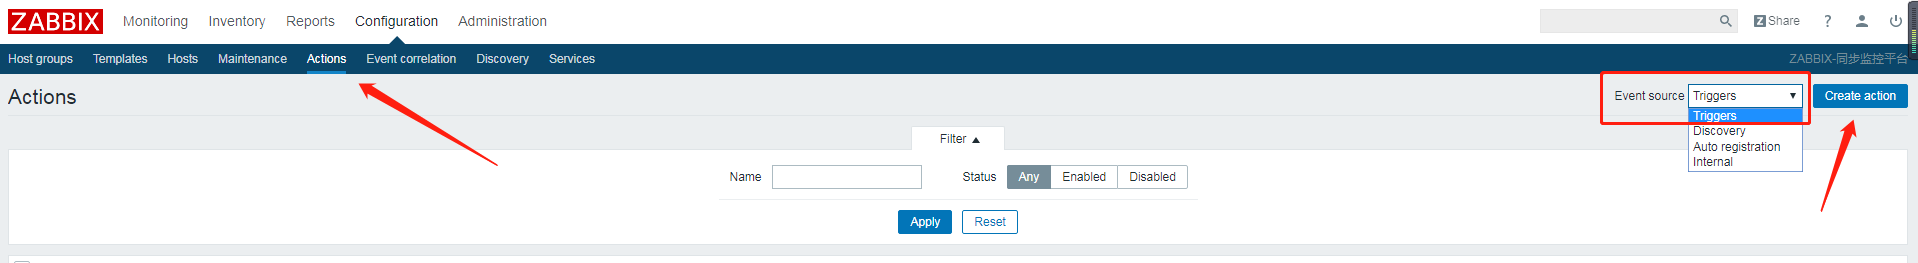 ZABBIX Monitoring Inventory Reports Configuration Administration Z Share ?
Host groups Templates Hosts Maintenance Actions Event correlation Discovery Services ZABBIX-同步监控平台
Actions Event source Triggers Create action
Triggers
Discovery
Auto registration
Internal
Filter
Name Status Any Enabled Disabled
Apply Reset